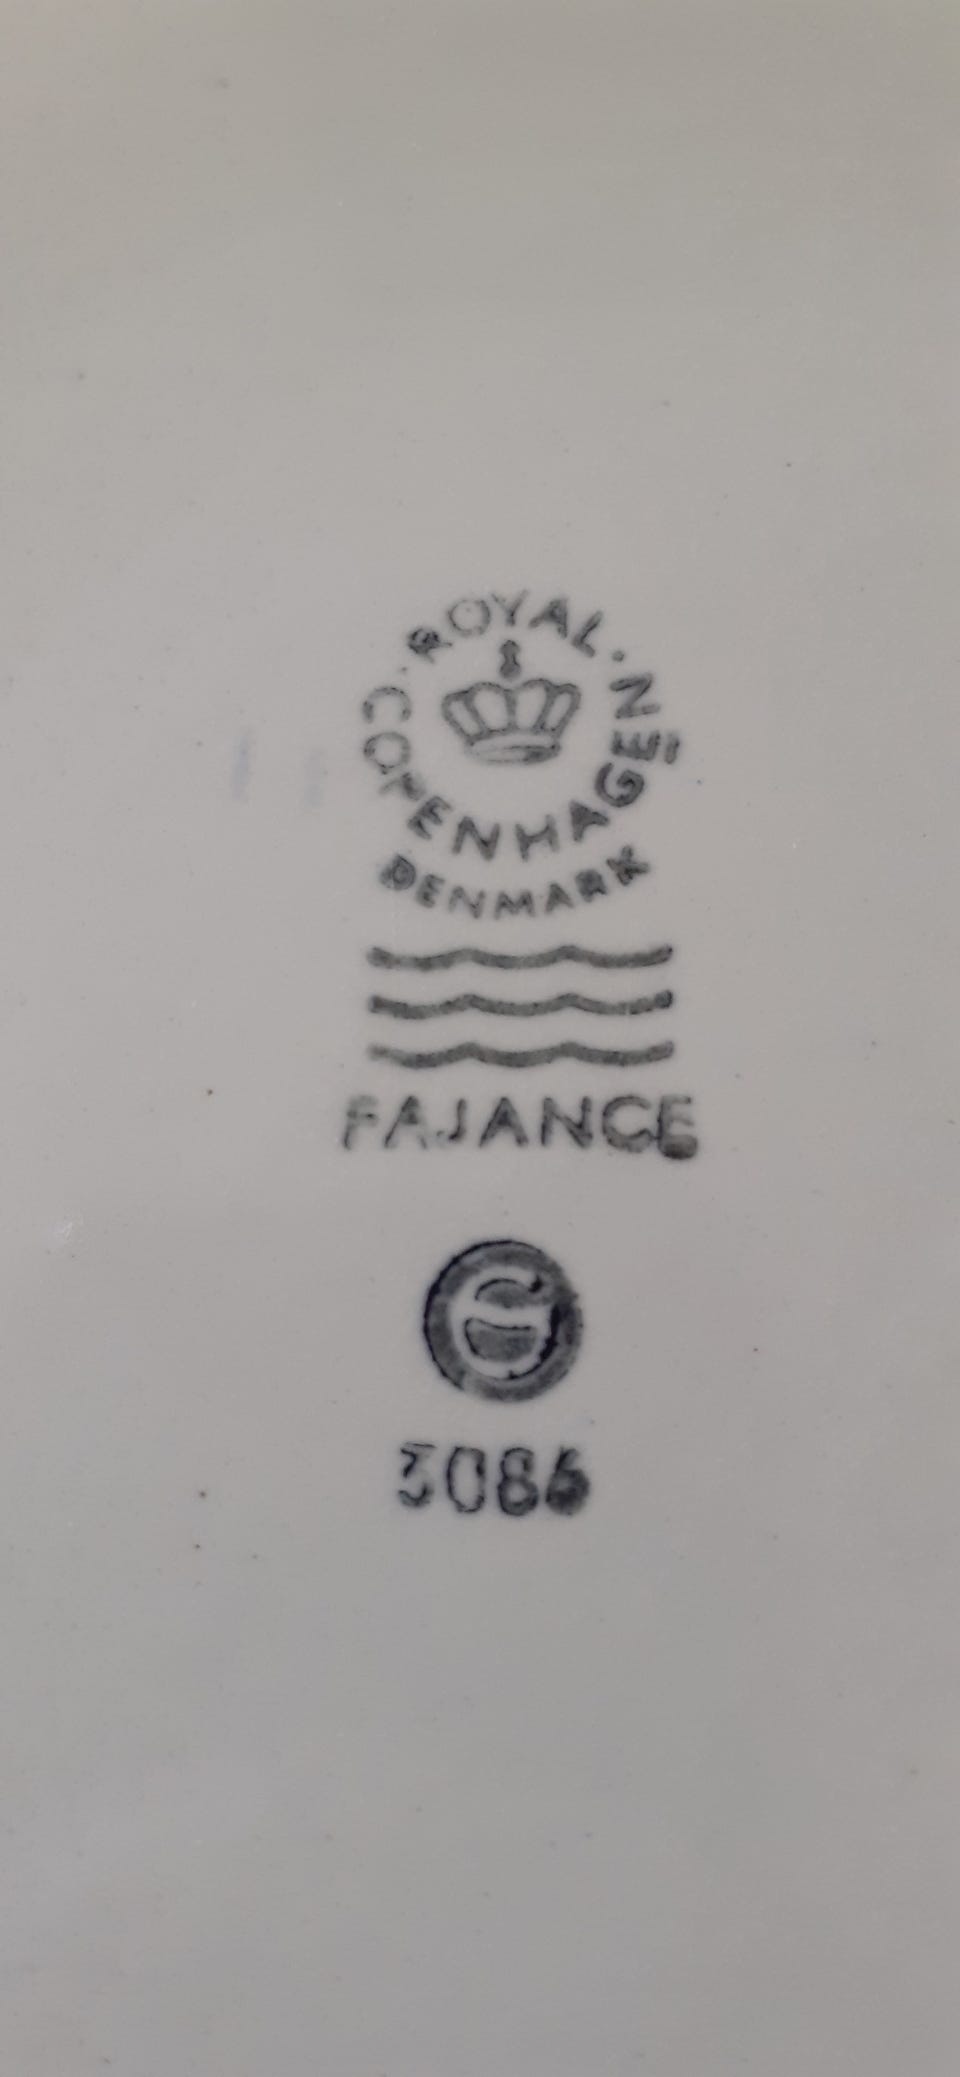 ROYAL
COPENHAGEN
DENMARK
FAJANCE
3086